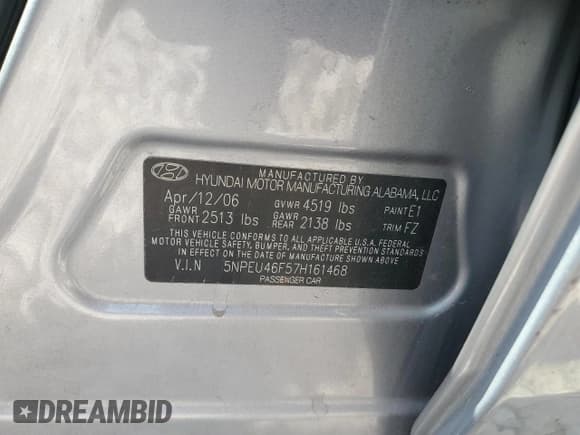 MANUFACTURED BY
HYUNDAI MOTOR MANUFACTURING ALABAMA, LLC
Apr/12/06 GVWR 4519 lbs PAINT E1
GAWR FRONT 2513 lbs GAWR REAR 2138 lbs TRIM FZ
THIS VEHICLE CONFORMS TO ALL APPLICABLE U.S.A. FEDERAL
MOTOR VEHICLE SAFETY, BUMPER, AND THEFT PREVENTION STANDARDS
IN EFFECT ON THE DATE OF MANUFACTURE SHOWN ABOVE.
V.I.N 5NPEU46F57H161468
PASSENGER CAR
DREAMBID